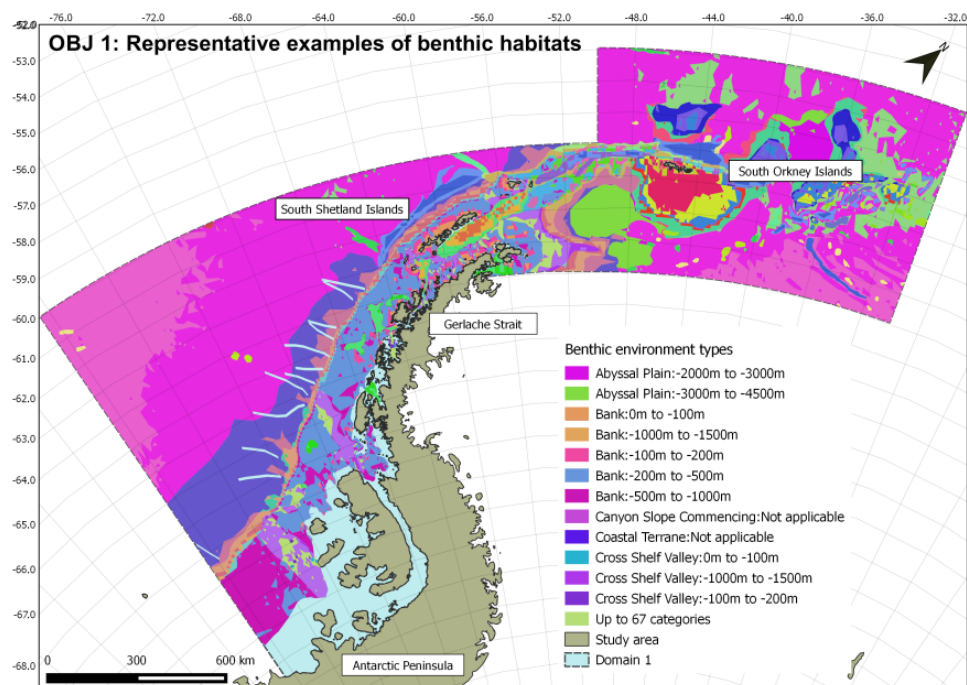 -76.0 -72.0 -68.0 -64.0 -60.0 -56.0 -52.0 -48.0 -44.0 -40.0 -36.0 -32.0
-52.0
OBJ 1: Representative examples of benthic habitats
N
-53.0
-54.0
-55.0
-56.0
South Orkney Islands
-57.0
South Shetland Islands
-58.0
-59.0
-60.0
Gerlache Strait
-61.0
-62.0
-63.0
-64.0
-65.0
-66.0
-67.0
-68.0
Benthic environment types
Abyssal Plain:-2000m to -3000m
Abyssal Plain:-3000m to -4500m
Bank:0m to -100m
Bank:-1000m to -1500m
Bank:-100m to -200m
Bank:-200m to -500m
Bank:-500m to -1000m
Canyon Slope Commencing:Not applicable
Coastal Terrane:Not applicable
Cross Shelf Valley:0m to -100m
Cross Shelf Valley:-1000m to -1500m
Cross Shelf Valley:-100m to -200m
Up to 67 categories
Study area
Domain 1
Antarctic Peninsula
0 300 600 km